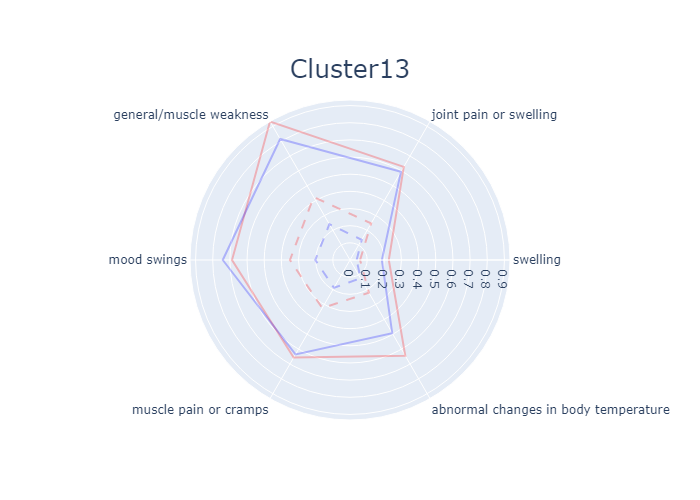 Cluster13
general/muscle weakness
joint pain or swelling
mood swings
swelling
0
0.1
0.2
0.3
0.4
0.5
0.6
0.7
0.8
0.9
muscle pain or cramps
abnormal changes in body temperature